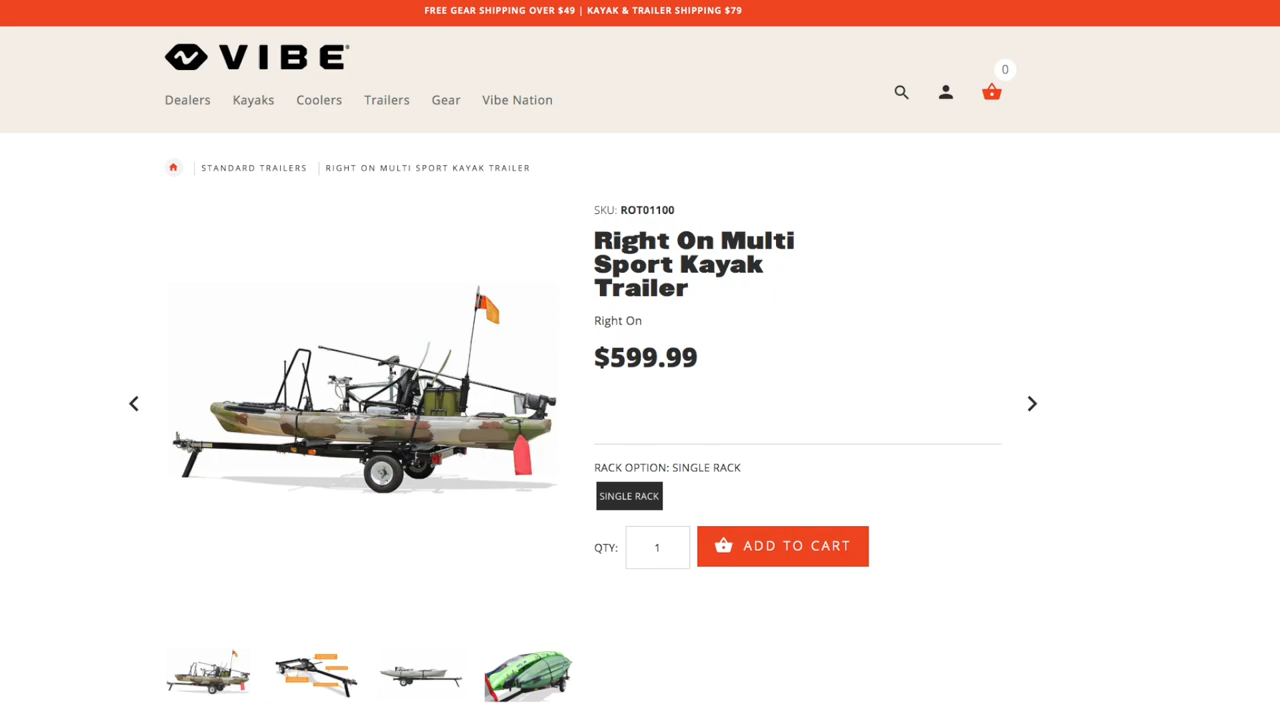 FREE GEAR SHIPPING OVER $49 | KAYAK & TRAILER SHIPPING $79
VIBE
0
Dealers Kayaks Coolers Trailers Gear Vibe Nation
STANDARD TRAILERS RIGHT ON MULTI SPORT KAYAK TRAILER
SKU: ROT01100
Right On Multi
Sport Kayak
Trailer
Right On
$599.99
RACK OPTION: SINGLE RACK
SINGLE RACK
QTY: 1 ADD TO CART